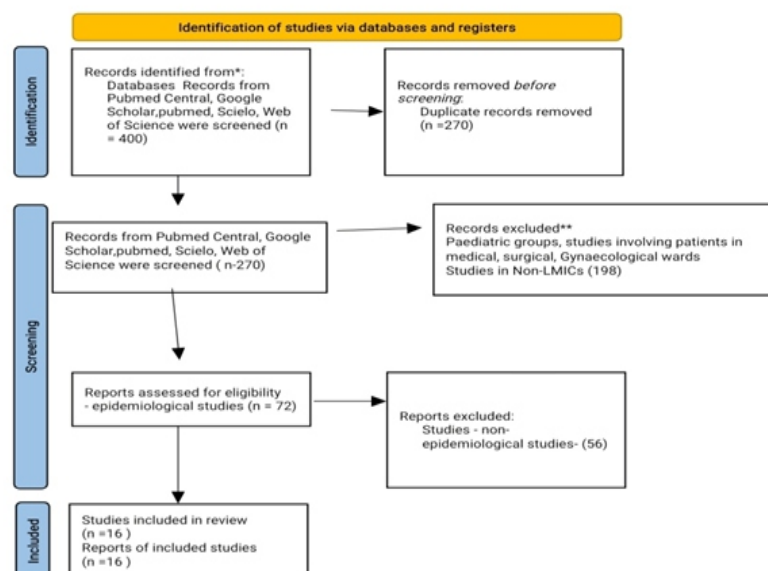 Identification of studies via databases and registers
Identification
Records identified from*:
Databases Records from
Pubmed Central, Google
Scholar,pubmed, Scielo, Web
of Science were screened (n
= 400)
Records removed before
screening:
Duplicate records removed
(n =270)
Screening
Records from Pubmed Central, Google
Scholar,pubmed, Scielo, Web of
Science were screened ( n-270)
Records excluded**
Paediatric groups, studies involving patients in
medical, surgical, Gynaecological wards
Studies in Non-LMICs (198)
Reports assessed for eligibility
- epidemiological studies (n = 72)
Reports excluded:
Studies - non-
epidemiological studies- (56)
Included
Studies included in review
(n =16 )
Reports of included studies
(n =16 )